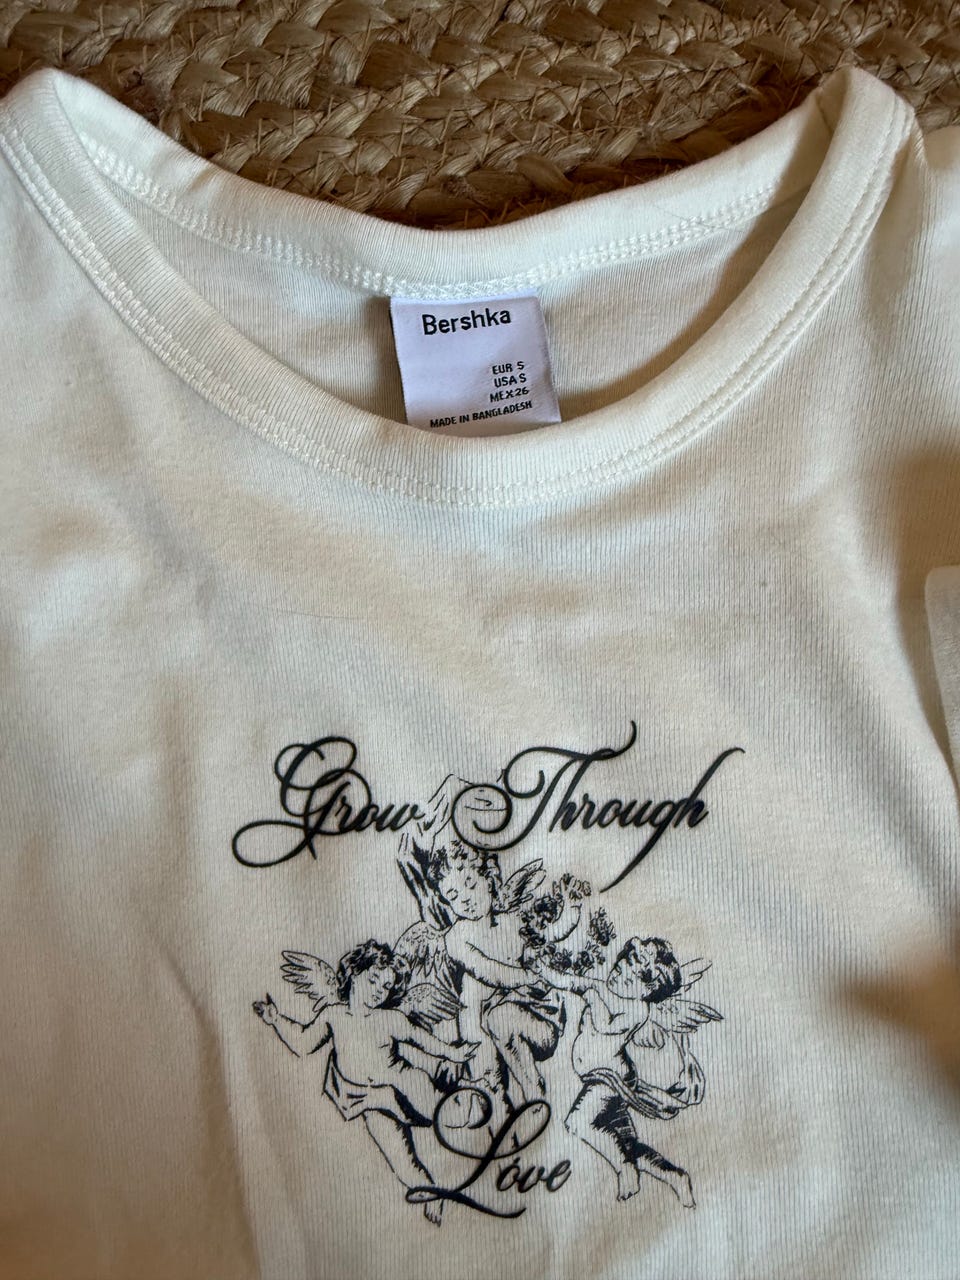 Bershka
EUR S
USA S
MEX 26
MADE IN BANGLADESH
Grow Through
Love